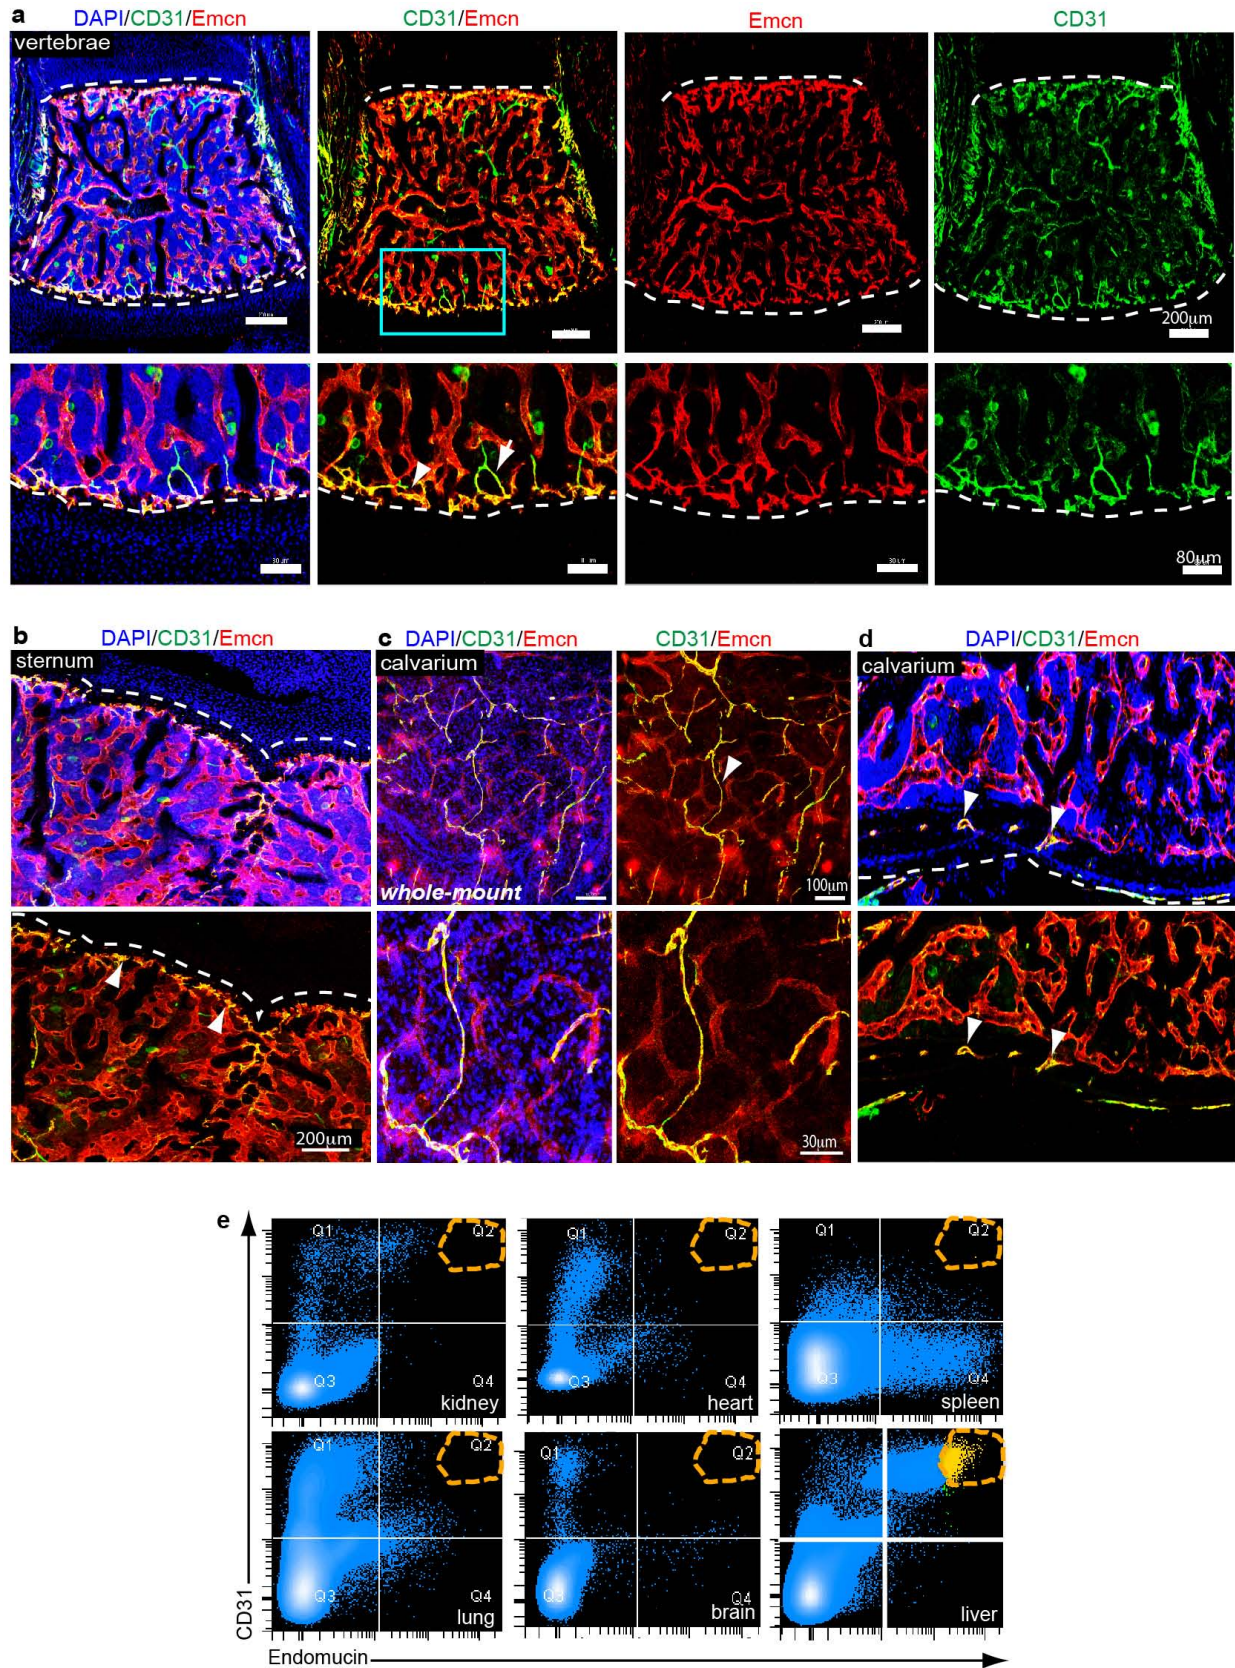 a
DAPI/CD31/Emcn
CD31/Emcn
Emcn
CD31
vertebrae
200µm
80µm
b
DAPI/CD31/Emcn
c
DAPI/CD31/Emcn
CD31/Emcn
d
DAPI/CD31/Emcn
sternum
calvarium
calvarium
whole-mount
100µm
200µm
30µm
e
Q1
Q2
Q3
Q4
kidney
Q1
Q2
Q3
Q4
heart
Q1
Q2
Q3
Q4
spleen
Q1
Q2
Q3
Q4
lung
Q1
Q2
Q3
Q4
brain
liver
CD31
Endomucin